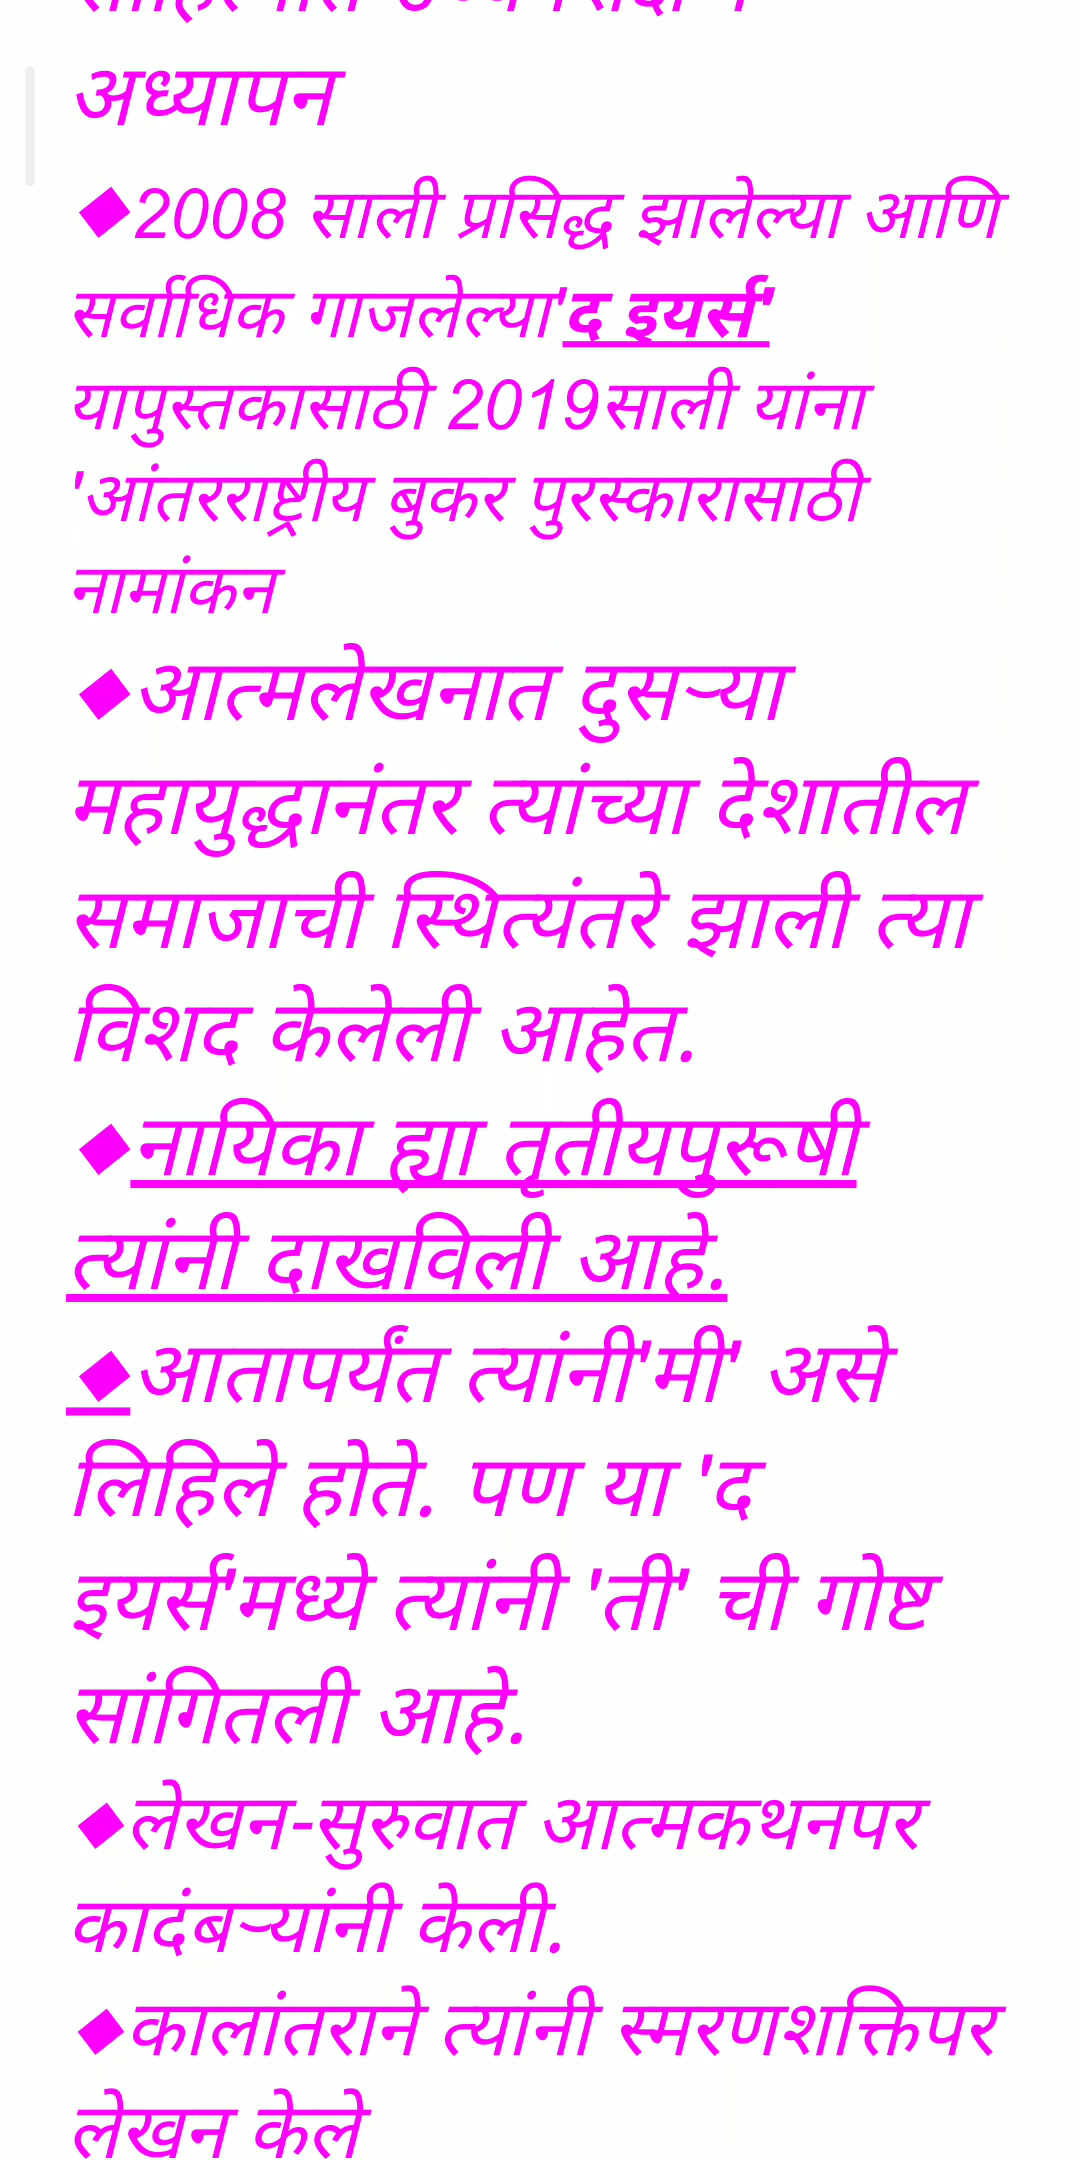 अध्यापन
◆2008 साली प्रसिद्ध झालेल्या आणि
सर्वाधिक गाजलेल्या'द इयर्स'
यापुस्तकासाठी 2019साली यांना
'आंतरराष्ट्रीय बुकर पुरस्कारासाठी
नामांकन
◆आत्मलेखनात दुसऱ्या
महायुद्धानंतर त्यांच्या देशातील
समाजाची स्थित्यंतरे झाली त्या
विशद केलेली आहेत.
◆नायिका ह्या तृतीयपुरूषी
त्यांनी दाखविली आहे.
◆आतापर्यंत त्यांनी'मी' असे
लिहिले होते. पण या 'द
इयर्स'मध्ये त्यांनी 'ती' ची गोष्ट
सांगितली आहे.
◆लेखन-सुरुवात आत्मकथनपर
कादंबऱ्यांनी केली.
◆कालांतराने त्यांनी स्मरणशक्तिपर
लेखन केले